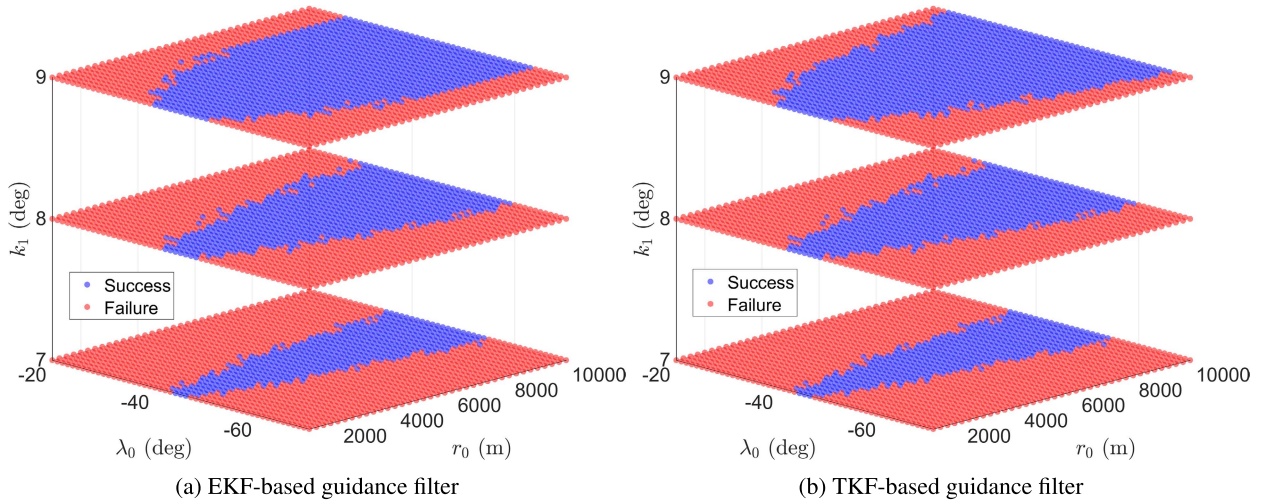 9
8
7
k₁ (deg)
Success
Failure
-20
-40
-60
λ₀ (deg)
2000
4000
6000
8000
10000
r₀ (m)
(a) EKF-based guidance filter
9
8
7
k₁ (deg)
Success
Failure
-20
-40
-60
λ₀ (deg)
2000
4000
6000
8000
10000
r₀ (m)
(b) TKF-based guidance filter